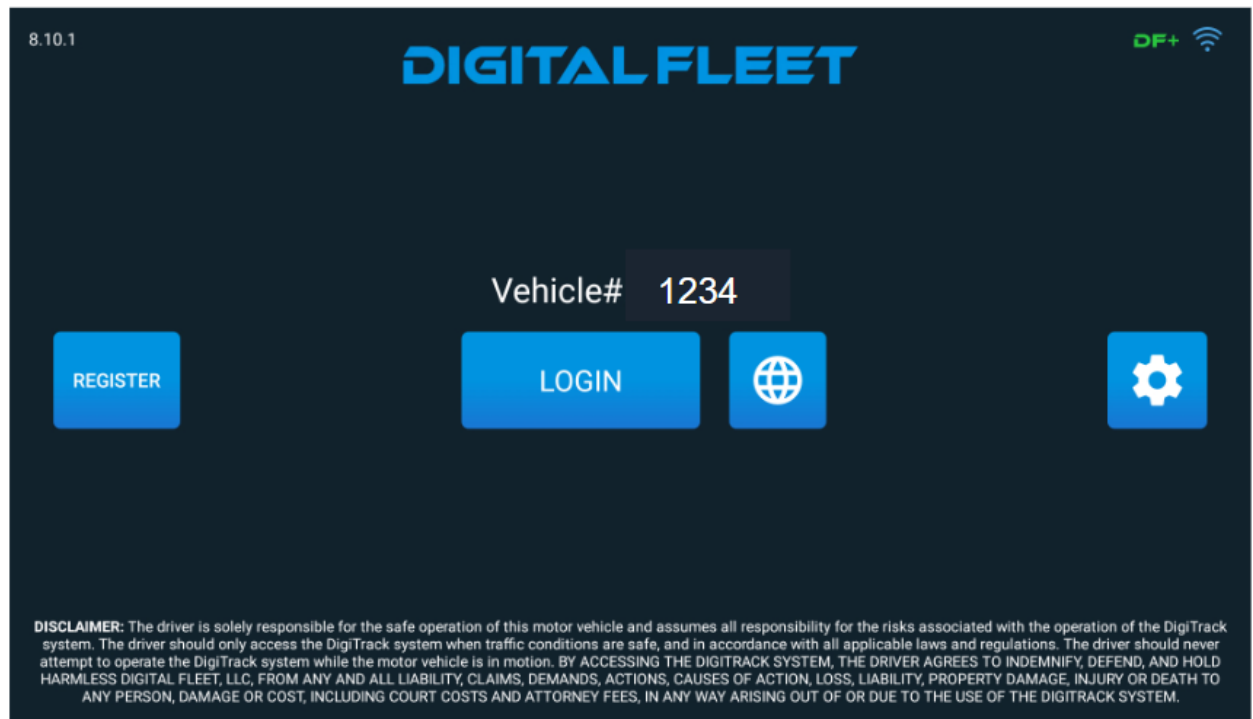 8.10.1
DIGITAL FLEET
DF+
Vehicle# 1234
REGISTER
LOGIN
DISCLAIMER: The driver is solely responsible for the safe operation of this motor vehicle and assumes all responsibility for the risks associated with the operation of the DigiTrack
system. The driver should only access the DigiTrack system when traffic conditions are safe, and in accordance with all applicable laws and regulations. The driver should never
attempt to operate the DigiTrack system while the motor vehicle is in motion. BY ACCESSING THE DIGITRACK SYSTEM, THE DRIVER AGREES TO INDEMNIFY, DEFEND, AND HOLD
HARMLESS DIGITAL FLEET, LLC, FROM ANY AND ALL LIABILITY, CLAIMS, DEMANDS, ACTIONS, CAUSES OF ACTION, LOSS, LIABILITY, PROPERTY DAMAGE, INJURY OR DEATH TO
ANY PERSON, DAMAGE OR COST, INCLUDING COURT COSTS AND ATTORNEY FEES, IN ANY WAY ARISING OUT OF OR DUE TO THE USE OF THE DIGITRACK SYSTEM.